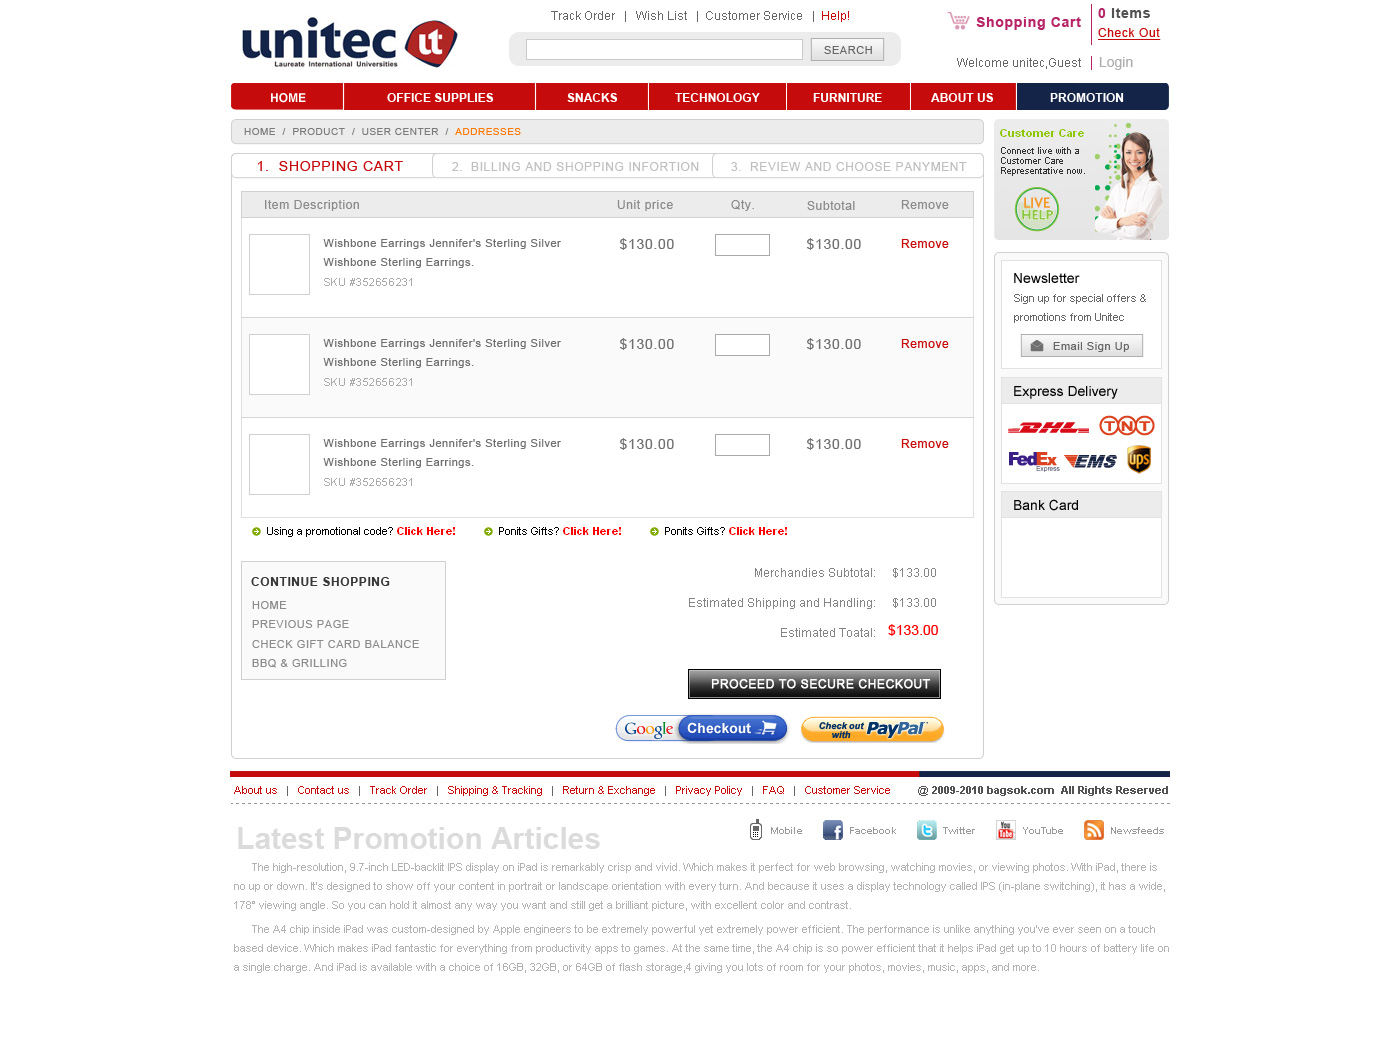 unitec ut
Laureate International Universities
Track Order | Wish List | Customer Service | Help!
SEARCH
Shopping Cart
0 Items
Check Out
Welcome unitec,Guest | Login
HOME OFFICE SUPPLIES SNACKS TECHNOLOGY FURNITURE ABOUT US PROMOTION
HOME / PRODUCT / USER CENTER / ADDRESSES
1. SHOPPING CART 2. BILLING AND SHOPPING INFORTION 3. REVIEW AND CHOOSE PANYMENT
Item Description Unit price Qty. Subtotal Remove
Wishbone Earrings Jennifer's Sterling Silver $130.00 $130.00 Remove
Wishbone Sterling Earrings.
SKU #352656231
Wishbone Earrings Jennifer's Sterling Silver $130.00 $130.00 Remove
Wishbone Sterling Earrings.
SKU #352656231
Wishbone Earrings Jennifer's Sterling Silver $130.00 $130.00 Remove
Wishbone Sterling Earrings.
SKU #352656231
Using a promotional code? Click Here! Ponits Gifts? Click Here! Ponits Gifts? Click Here!
CONTINUE SHOPPING
HOME
PREVIOUS PAGE
CHECK GIFT CARD BALANCE
BBQ & GRILLING
Merchandies Subtotal: $133.00
Estimated Shipping and Handling: $133.00
Estimated Toatal: $133.00
PROCEED TO SECURE CHECKOUT
Google Checkout
Check out with PayPal
Customer Care
Connect live with a
Customer Care
Representative now.
LIVE
HELP
Newsletter
Sign up for special offers &
promotions from Unitec
Email Sign Up
Express Delivery
DHL TNT
FedEx Express EMS ups
Bank Card
About us | Contact us | Track Order | Shipping & Tracking | Return & Exchange | Privacy Policy | FAQ | Customer Service
@ 2009-2010 bagsok.com All Rights Reserved
Latest Promotion Articles
Mobile Facebook Twitter You Tube YouTube Newsfeeds
The high-resolution, 9.7-inch LED-backlit IPS display on iPad is remarkably crisp and vivid. Which makes it perfect for web browsing, watching movies, or viewing photos. With iPad, there is
no up or down. It's designed to show off your content in portrait or landscape orientation with every turn. And because it uses a display technology called IPS (in-plane switching), it has a wide,
178° viewing angle. So you can hold it almost any way you want and still get a brilliant picture, with excellent color and contrast.
The A4 chip inside iPad was custom-designed by Apple engineers to be extremely powerful yet extremely power efficient. The performance is unlike anything you've ever seen on a touch
based device. Which makes iPad fantastic for everything from productivity apps to games. At the same time, the A4 chip is so power efficient that it helps iPad get up to 10 hours of battery life on
a single charge. And iPad is available with a choice of 16GB, 32GB, or 64GB of flash storage,4 giving you lots of room for your photos, movies, music, apps, and more.